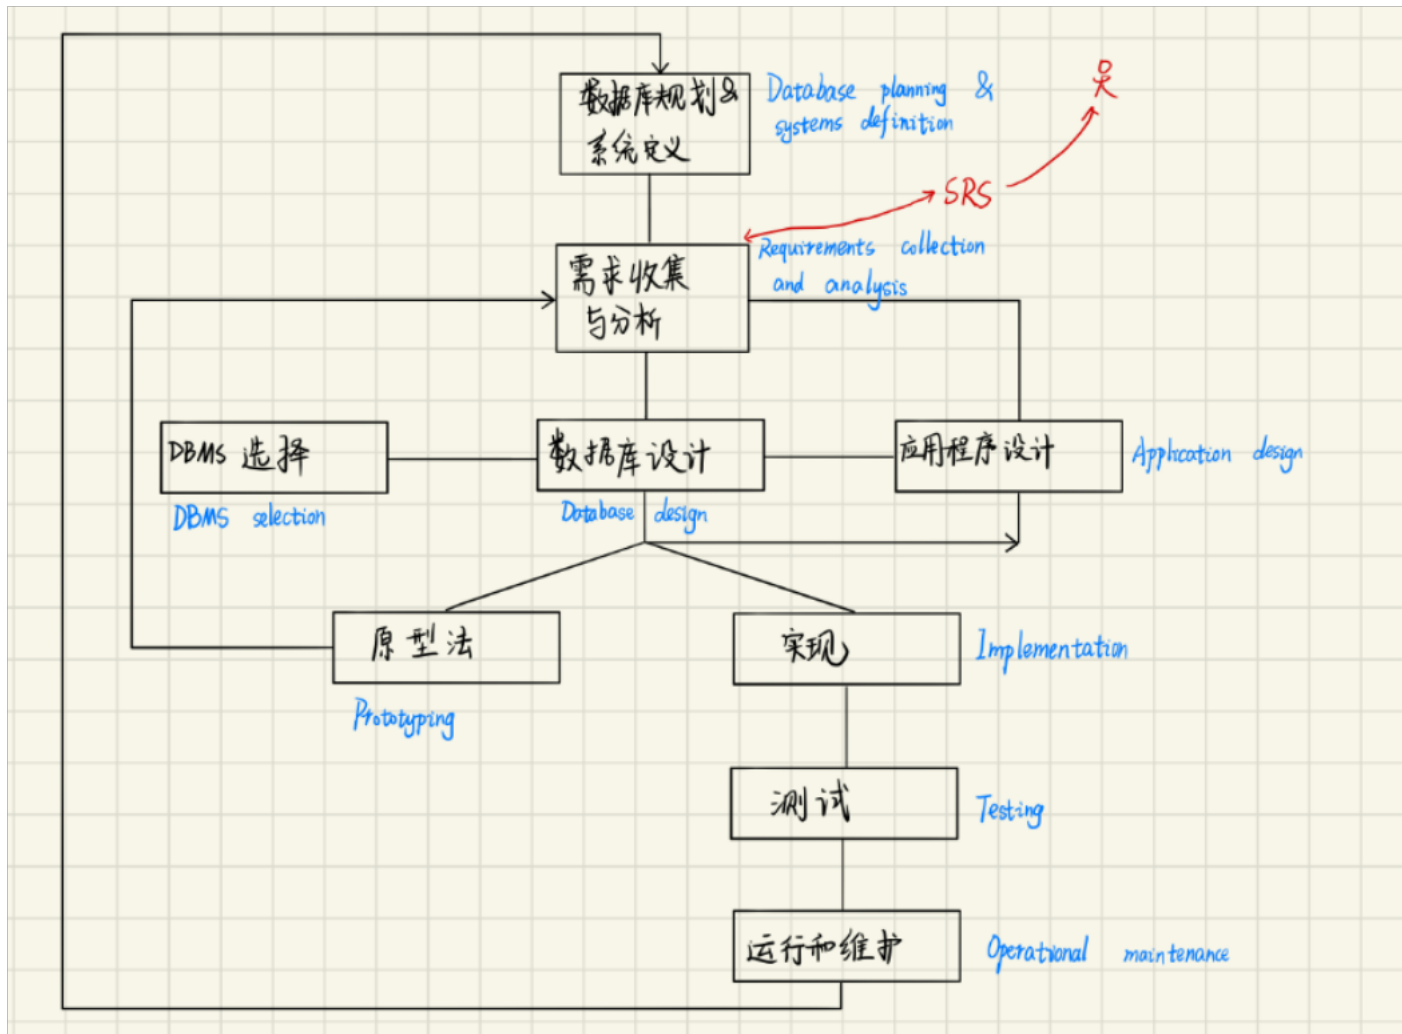 数据库规划&
系统定义
Database planning &
systems definition
SRS
需求收集
与分析
Requirements collection
and analysis
DBMS 选择
DBMS selection
数据库设计
Database design
应用程序设计
Application design
原型法
Prototyping
实现
Implementation
测试
Testing
运行和维护
Operational maintenance